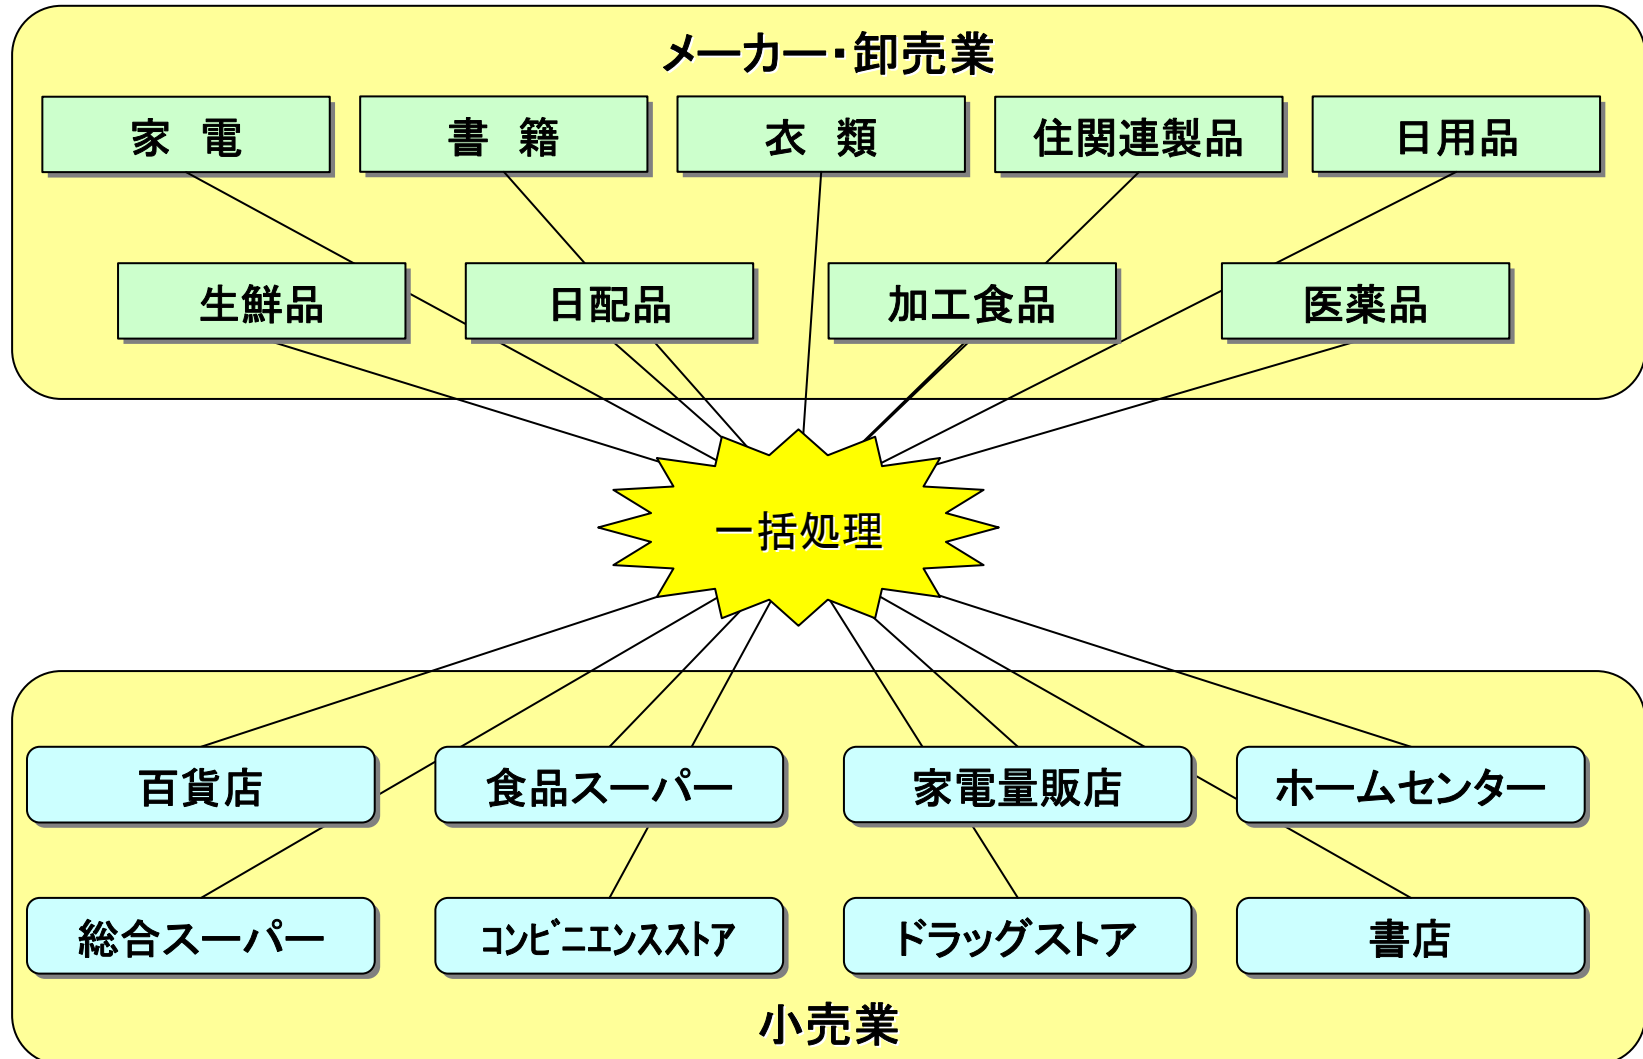 メーカー・卸売業
家　電
書　籍
衣　類
住関連製品
日用品
生鮮品
日配品
加工食品
医薬品
一括処理
百貨店
食品スーパー
家電量販店
ホームセンター
総合スーパー
ｺﾝﾋﾞﾆｴﾝｽｽﾄｱ
ドラッグストア
書店
小売業